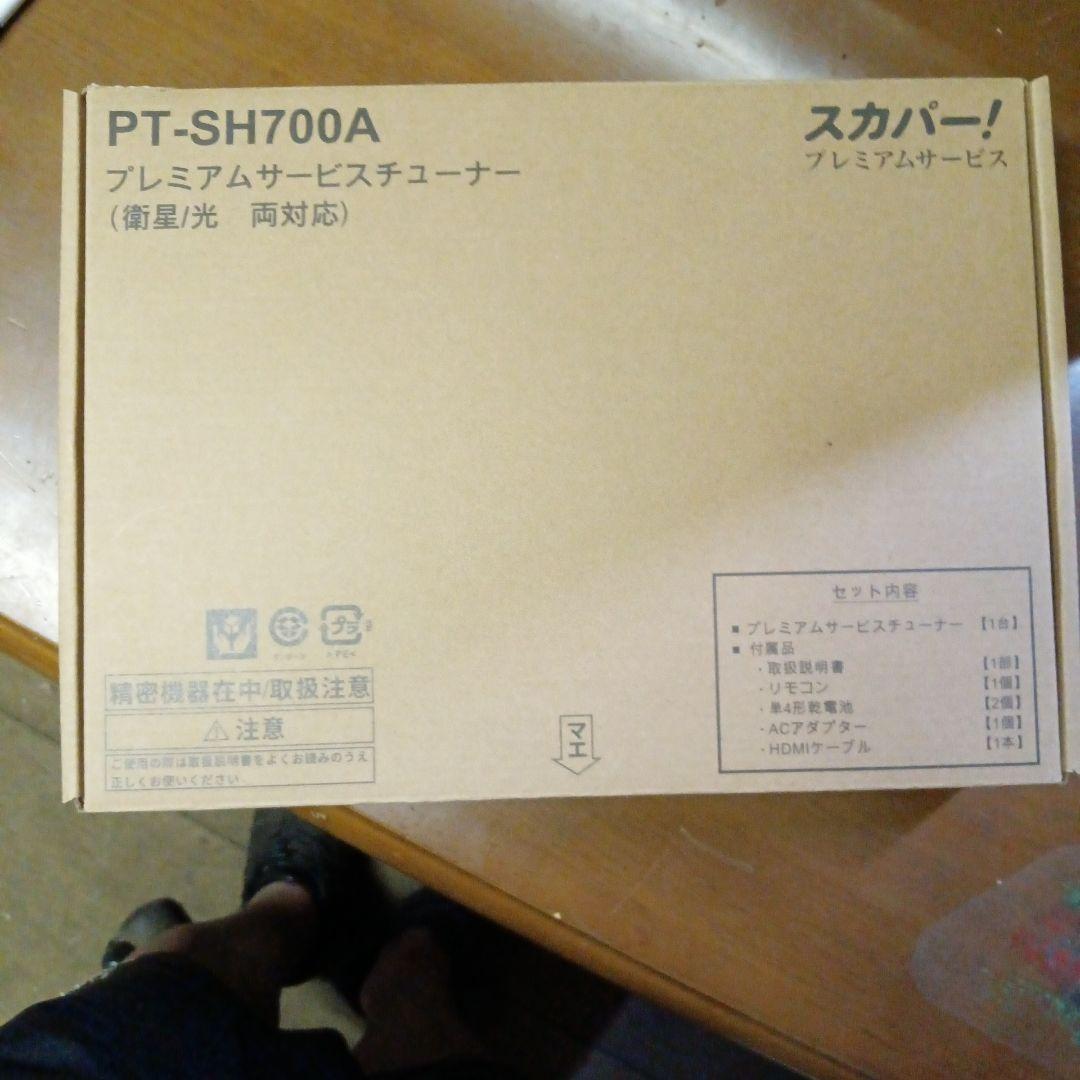 PT-SH700A
プレミアムサービスチューナー
(衛星/光　両対応)
スカパー!
プレミアムサービス
プラ
精密機器在中/取扱注意
⚠注意
ご使用の際は取扱説明書をよくお読みのうえ
正しくお使いください
マエ
セット内容
■ プレミアムサービスチューナー 【1台】
■ 付属品
・取扱説明書 【1部】
・リモコン 【1個】
・単4形乾電池 【2個】
・ACアダプター 【1個】
・HDMIケーブル 【1本】